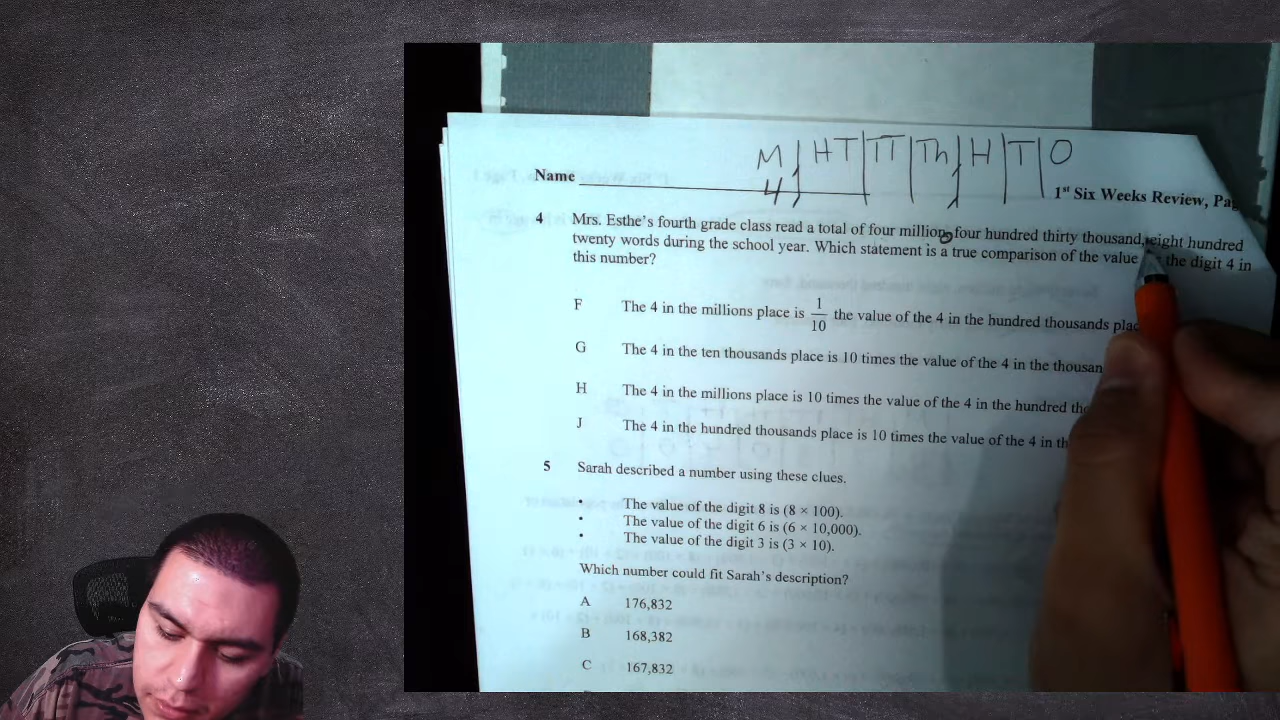 M, HT TT Th, H T O
4
Name
1st Six Weeks Review,
4 Mrs. Esthe's fourth grade class read a total of four million, four hundred thirty thousand, eight hundred
twenty words during the school year. Which statement is a true comparison of the value the digit 4 in
this number?
F The 4 in the millions place is 1/10 the value of the 4 in the hundred thousands
G The 4 in the ten thousands place is 10 times the value of the 4 in the
H The 4 in the millions place is 10 times the value of the 4 in the hundred
J The 4 in the hundred thousands place is 10 times the value of the 4 in
5 Sarah described a number using these clues.
• The value of the digit 8 is (8 × 100).
• The value of the digit 6 is (6 × 10,000).
• The value of the digit 3 is (3 × 10).
Which number could fit Sarah's description?
A 176,832
B 168,382
C 167,832